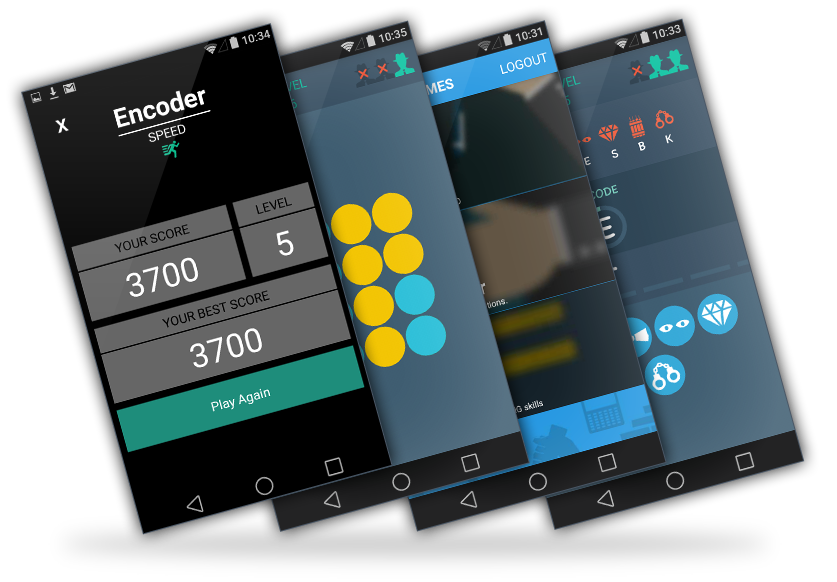 10:34
X
Encoder
SPEED
YOUR SCORE
3700
LEVEL
5
YOUR BEST SCORE
3700
Play Again
10:35
VEL
10:31
MES
LOGOUT
skills
10:33
VEL
E
S
B
K
CODE
E